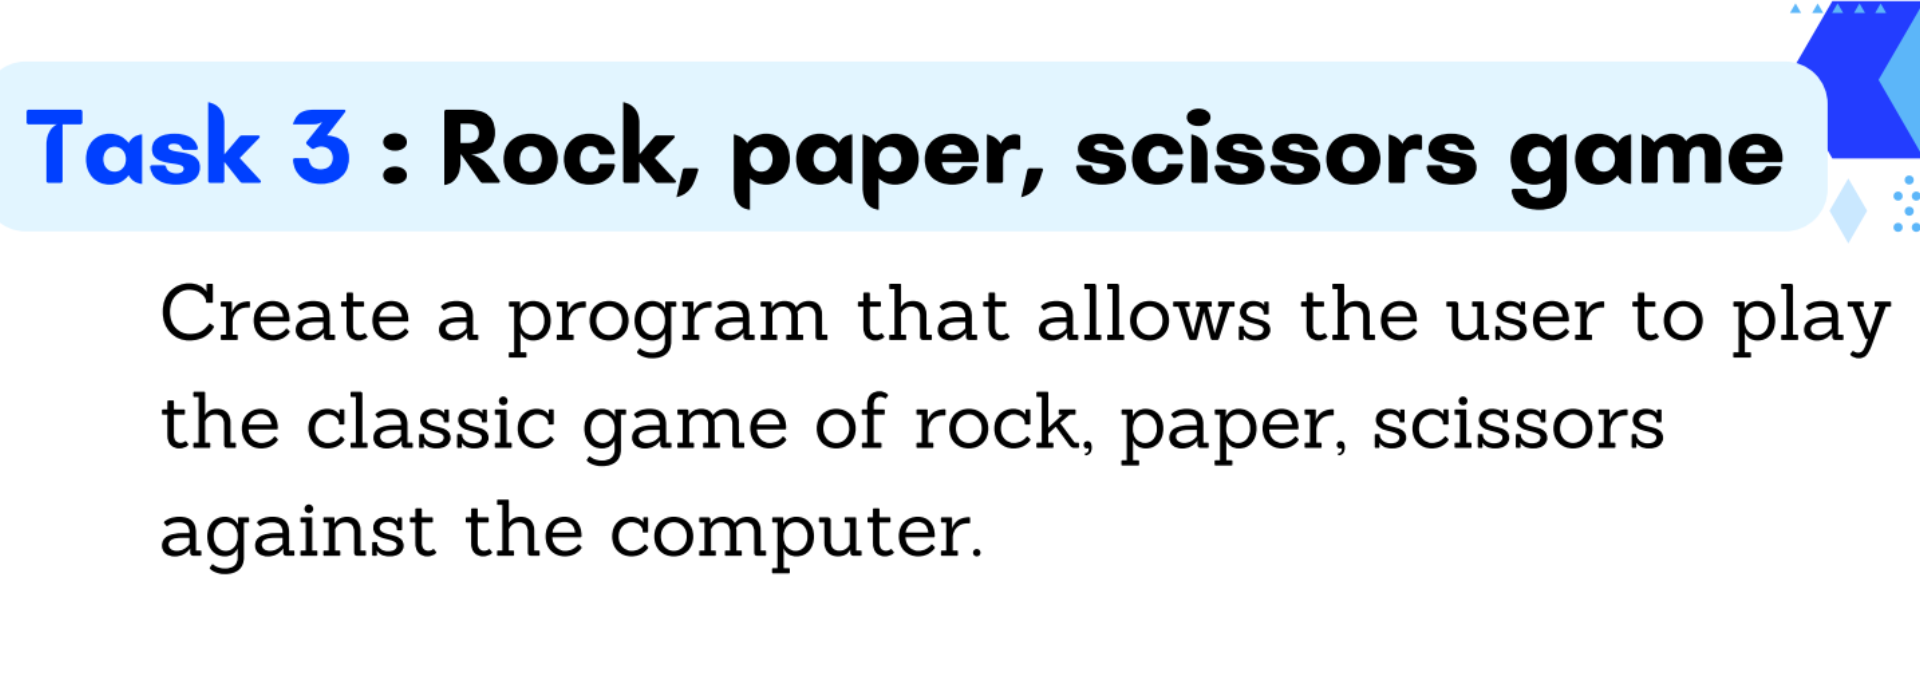 Task 3 : Rock, paper, scissors game
Create a program that allows the user to play
the classic game of rock, paper, scissors
against the computer.